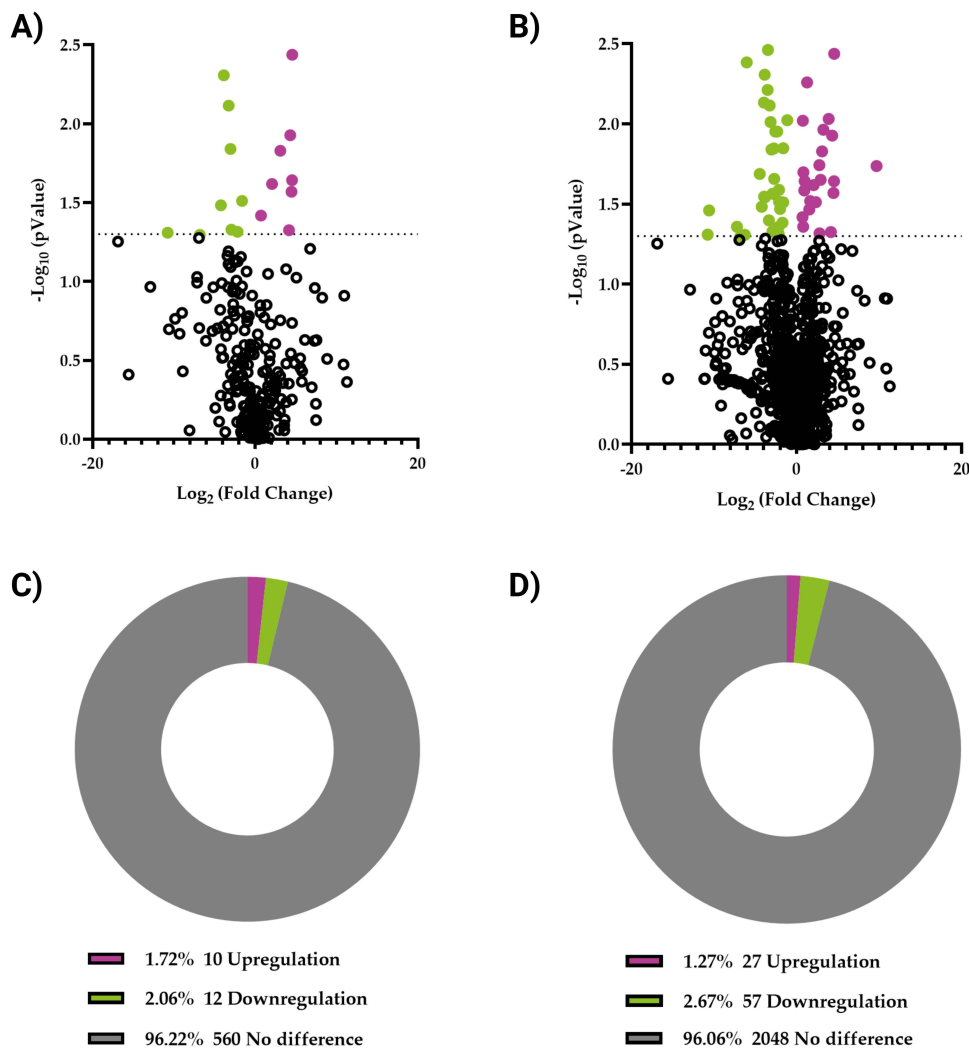 A)
2.5
2.0
1.5
1.0
0.5
0.0
-20
0
20
-Log10 (pValue)
Log2 (Fold Change)
B)
2.5
2.0
1.5
1.0
0.5
0.0
-20
0
20
-Log10 (pValue)
Log2 (Fold Change)
C)
1.72% 10 Upregulation
2.06% 12 Downregulation
96.22% 560 No difference
D)
1.27% 27 Upregulation
2.67% 57 Downregulation
96.06% 2048 No difference